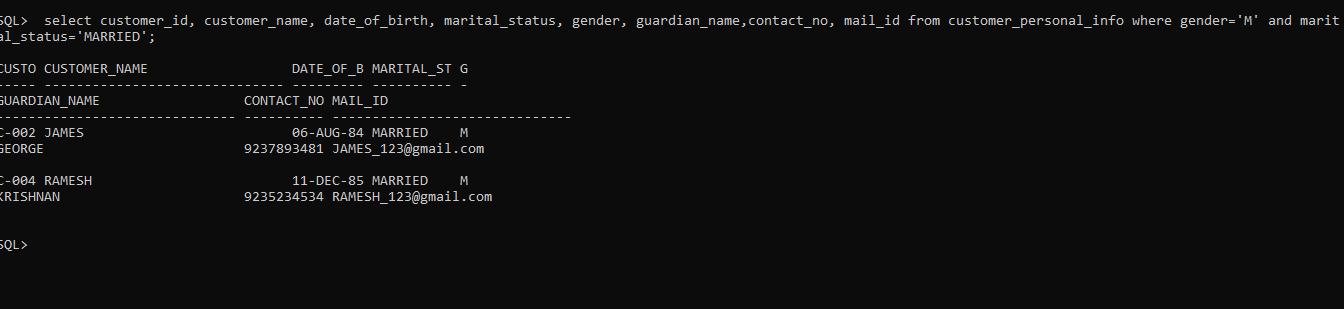 SQL>  select customer_id, customer_name, date_of_birth, marital_status, gender, guardian_name,contact_no, mail_id from customer_personal_info where gender='M' and marit
al_status='MARRIED';
CUSTO CUSTOMER_NAME                  DATE_OF_B MARITAL_ST G
----- ------------------------------ --------- ---------- -
GUARDIAN_NAME                  CONTACT_NO MAIL_ID
------------------------------ ---------- ------------------------------
C-002 JAMES                          06-AUG-84 MARRIED    M
GEORGE                         9237893481 JAMES_123@gmail.com
C-004 RAMESH                         11-DEC-85 MARRIED    M
KRISHNAN                       9235234534 RAMESH_123@gmail.com
SQL>